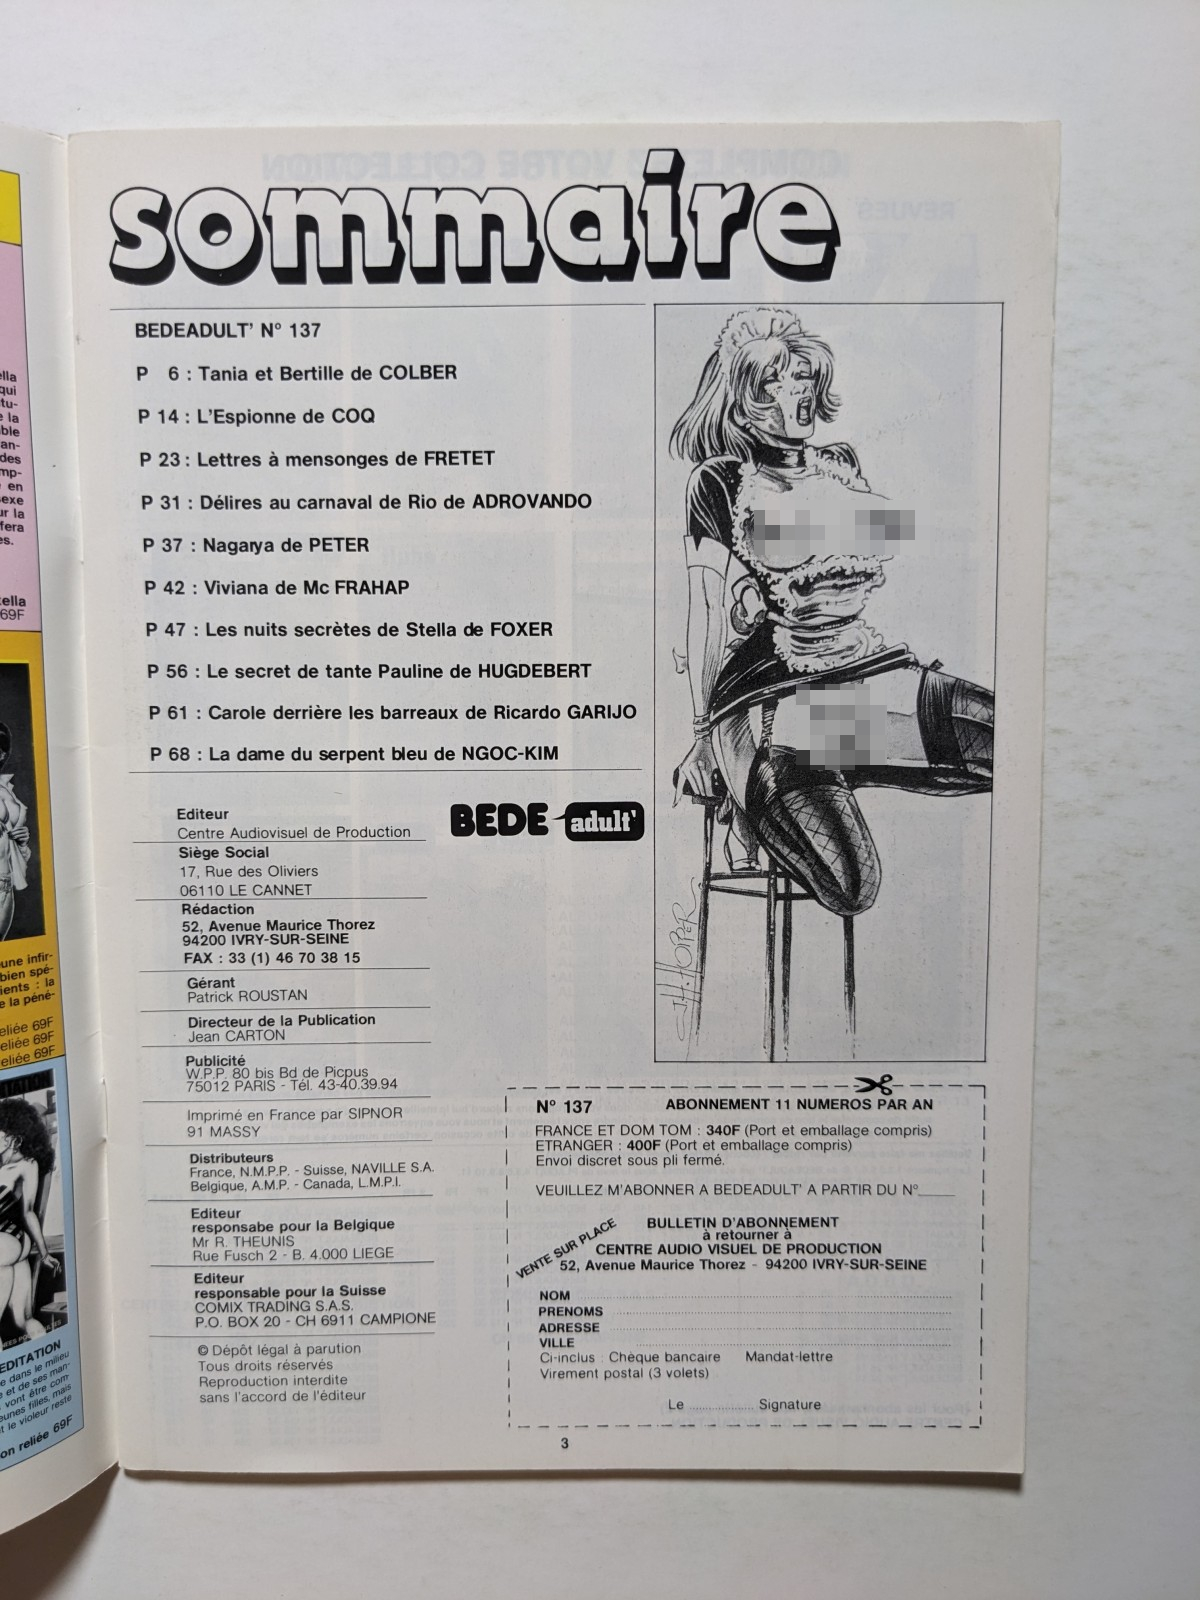 sommaire
BEDEADULT' N° 137
P 6 : Tania et Bertille de COLBER
P 14 : L'Espionne de COQ
P 23 : Lettres à mensonges de FRETET
P 31 : Délires au carnaval de Rio de ADROVANDO
P 37 : Nagarya de PETER
P 42 : Viviana de Mc FRAHAP
P 47 : Les nuits secrètes de Stella de FOXER
P 56 : Le secret de tante Pauline de HUGDEBERT
P 61 : Carole derrière les barreaux de Ricardo GARIJO
P 68 : La dame du serpent bleu de NGOC-KIM
BEDE adult'
Editeur
Centre Audiovisuel de Production
Siège Social
17, Rue des Oliviers
06110 LE CANNET
Rédaction
52, Avenue Maurice Thorez
94200 IVRY-SUR-SEINE
FAX : 33 (1) 46 70 38 15
Gérant
Patrick ROUSTAN
Directeur de la Publication
Jean CARTON
Publicité
W.P.P. 80 bis Bd de Picpus
75012 PARIS - Tél. 43-40.39.94
Imprimé en France par SIPNOR
91 MASSY
Distributeurs
France, N.M.P.P. - Suisse, NAVILLE S.A.
Belgique, A.M.P. - Canada, L.M.P.I.
Editeur
responsabe pour la Belgique
Mr R. THEUNIS
Rue Fusch 2 - B. 4.000 LIEGE
Editeur
responsable pour la Suisse
COMIX TRADING S.A.S.
P.O. BOX 20 - CH 6911 CAMPIONE
© Dépôt légal à parution
Tous droits réservés
Reproduction interdite
sans l'accord de l'éditeur
N° 137 ABONNEMENT 11 NUMEROS PAR AN
FRANCE ET DOM TOM : 340F (Port et emballage compris)
ETRANGER : 400F (Port et emballage compris)
Envoi discret sous pli fermé.
VEUILLEZ M'ABONNER A BEDEADULT' A PARTIR DU N°
VENTE SUR PLACE
BULLETIN D'ABONNEMENT
à retourner à
CENTRE AUDIO VISUEL DE PRODUCTION
52, Avenue Maurice Thorez - 94200 IVRY-SUR-SEINE
NOM
PRENOMS
ADRESSE
VILLE
Ci-inclus : Chèque bancaire Mandat-lettre
Virement postal (3 volets)
Le .................. Signature
3